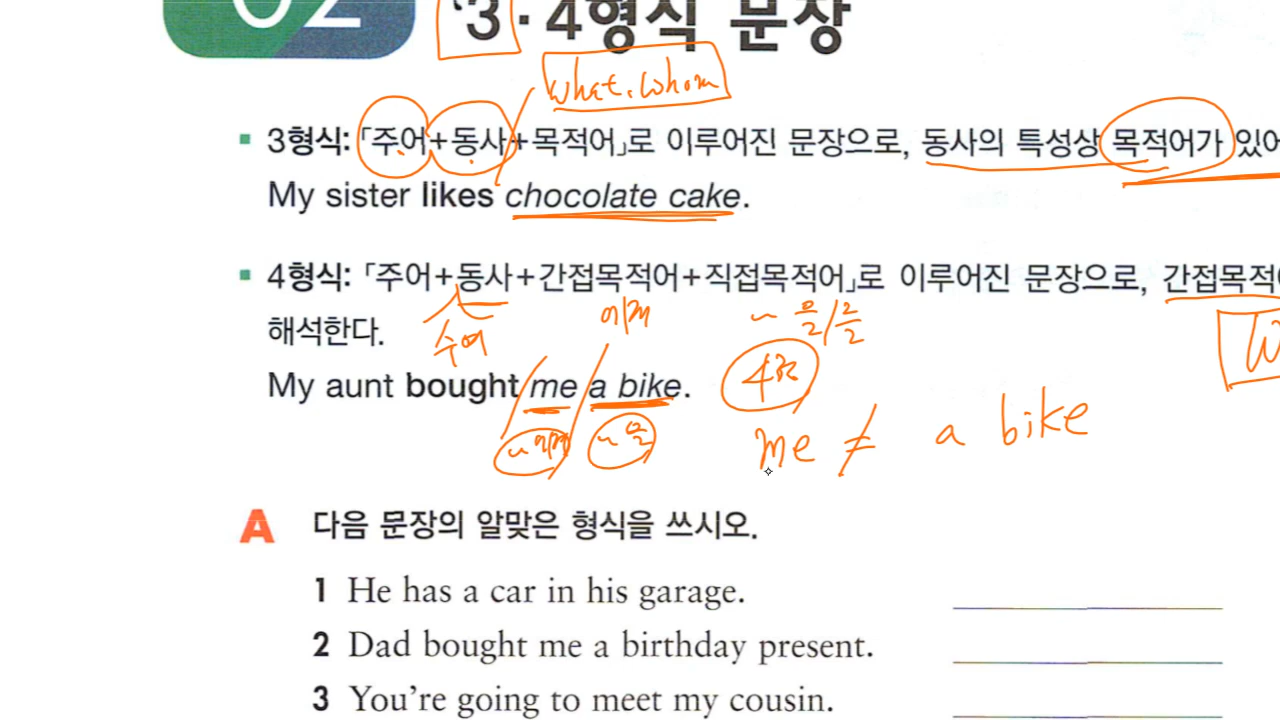 02 3·4형식 문장
what, whom
3형식: 「주어+동사+목적어」로 이루어진 문장으로, 동사의 특성상 목적어가 있어
My sister likes chocolate cake.
4형식: 「주어+동사+간접목적어+직접목적어」로 이루어진 문장으로, 간접목적어
수여 에게 ~ 을/를
해석한다.
My aunt bought me a bike.
~에게 ~을 me ≠ a bike
A 다음 문장의 알맞은 형식을 쓰시오.
1 He has a car in his garage.
2 Dad bought me a birthday present.
3 You're going to meet my cousin.